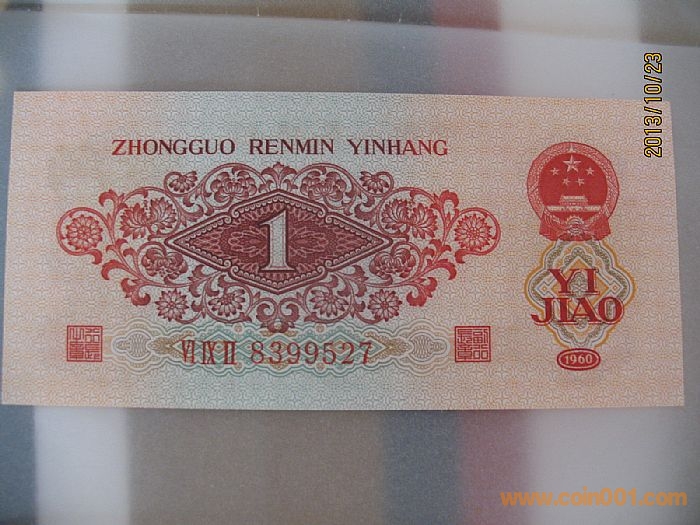 2013/10/23
ZHONGGUO RENMIN YINHANG
1
YI
JIAO
VI IX II 8399527
1960
www.coin001.com